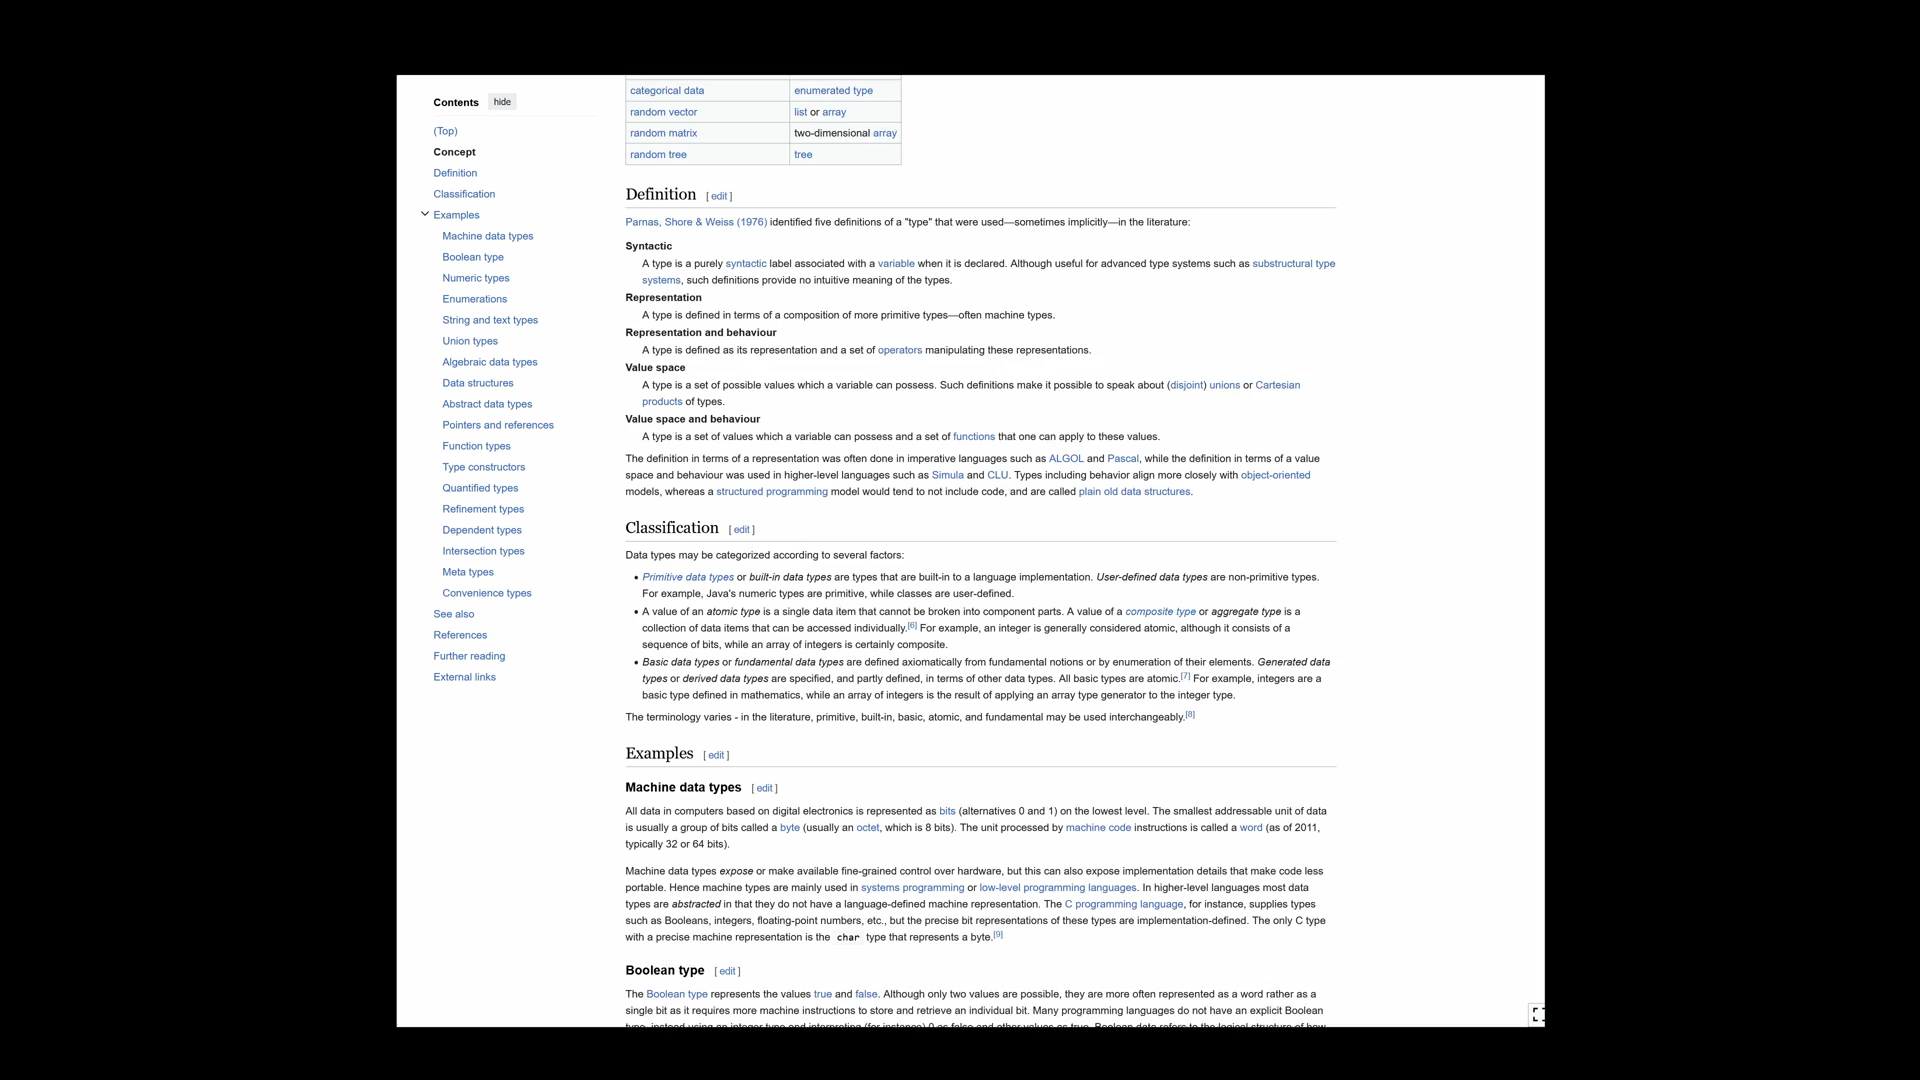 Contents hide
(Top)
Concept
Definition
Classification
Examples
Machine data types
Boolean type
Numeric types
Enumerations
String and text types
Union types
Algebraic data types
Data structures
Abstract data types
Pointers and references
Function types
Type constructors
Quantified types
Refinement types
Dependent types
Intersection types
Meta types
Convenience types
See also
References
Further reading
External links
categorical data enumerated type
random vector list or array
random matrix two-dimensional array
random tree tree
Definition [ edit ]
Parnas, Shore & Weiss (1976) identified five definitions of a "type" that were used—sometimes implicitly—in the literature:
Syntactic
A type is a purely syntactic label associated with a variable when it is declared. Although useful for advanced type systems such as substructural type
systems, such definitions provide no intuitive meaning of the types.
Representation
A type is defined in terms of a composition of more primitive types—often machine types.
Representation and behaviour
A type is defined as its representation and a set of operators manipulating these representations.
Value space
A type is a set of possible values which a variable can possess. Such definitions make it possible to speak about (disjoint) unions or Cartesian
products of types.
Value space and behaviour
A type is a set of values which a variable can possess and a set of functions that one can apply to these values.
The definition in terms of a representation was often done in imperative languages such as ALGOL and Pascal, while the definition in terms of a value
space and behaviour was used in higher-level languages such as Simula and CLU. Types including behavior align more closely with object-oriented
models, whereas a structured programming model would tend to not include code, and are called plain old data structures.
Classification [ edit ]
Data types may be categorized according to several factors:
• Primitive data types or built-in data types are types that are built-in to a language implementation. User-defined data types are non-primitive types.
For example, Java's numeric types are primitive, while classes are user-defined.
• A value of an atomic type is a single data item that cannot be broken into component parts. A value of a composite type or aggregate type is a
collection of data items that can be accessed individually.[6] For example, an integer is generally considered atomic, although it consists of a
sequence of bits, while an array of integers is certainly composite.
• Basic data types or fundamental data types are defined axiomatically from fundamental notions or by enumeration of their elements. Generated data
types or derived data types are specified, and partly defined, in terms of other data types. All basic types are atomic.[7] For example, integers are a
basic type defined in mathematics, while an array of integers is the result of applying an array type generator to the integer type.
The terminology varies - in the literature, primitive, built-in, basic, atomic, and fundamental may be used interchangeably.[8]
Examples [ edit ]
Machine data types [ edit ]
All data in computers based on digital electronics is represented as bits (alternatives 0 and 1) on the lowest level. The smallest addressable unit of data
is usually a group of bits called a byte (usually an octet, which is 8 bits). The unit processed by machine code instructions is called a word (as of 2011,
typically 32 or 64 bits).
Machine data types expose or make available fine-grained control over hardware, but this can also expose implementation details that make code less
portable. Hence machine types are mainly used in systems programming or low-level programming languages. In higher-level languages most data
types are abstracted in that they do not have a language-defined machine representation. The C programming language, for instance, supplies types
such as Booleans, integers, floating-point numbers, etc., but the precise bit representations of these types are implementation-defined. The only C type
with a precise machine representation is the char type that represents a byte.[9]
Boolean type [ edit ]
The Boolean type represents the values true and false. Although only two values are possible, they are more often represented as a word rather as a
single bit as it requires more machine instructions to store and retrieve an individual bit. Many programming languages do not have an explicit Boolean
type, instead using an integer type and interpreting (for instance) 0 as false and other values as true. Boolean data refers to the logical structure of how